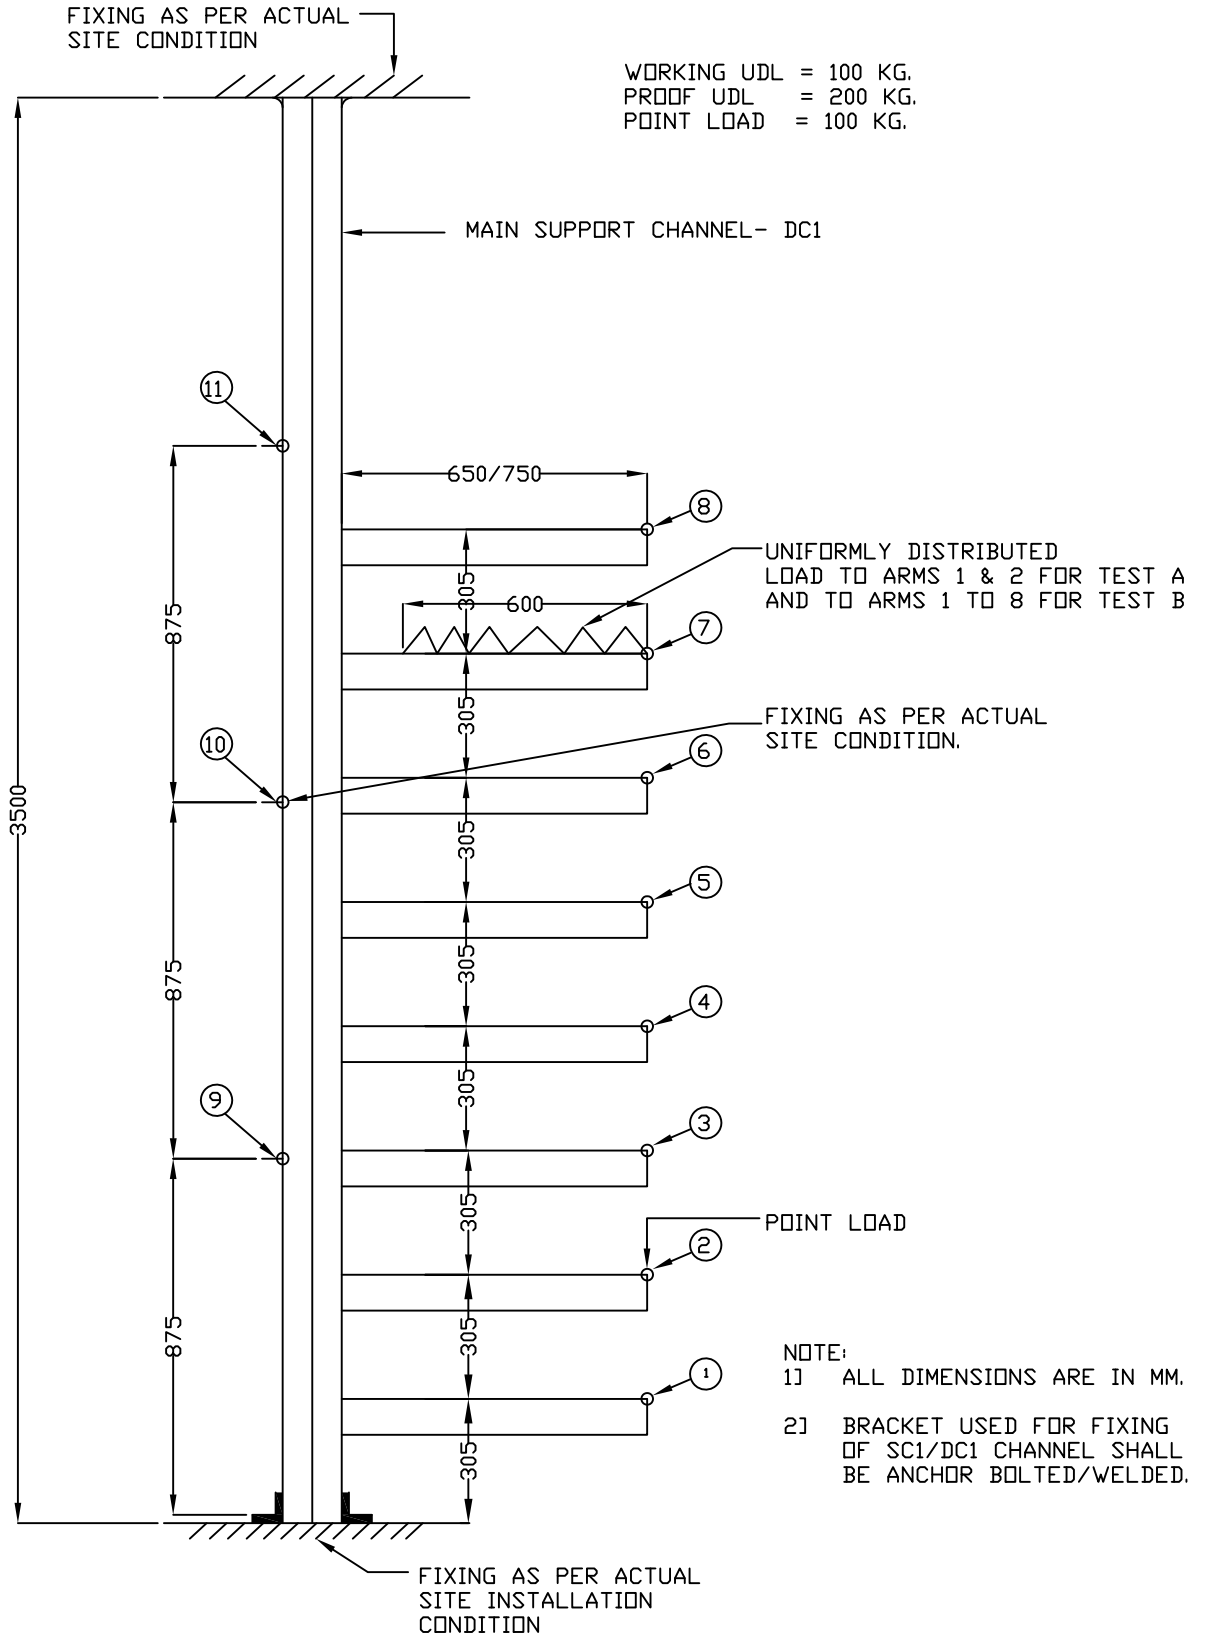 FIXING AS PER ACTUAL
SITE CONDITION
WORKING UDL = 100 KG.
PROOF UDL = 200 KG.
POINT LOAD = 100 KG.
MAIN SUPPORT CHANNEL- DC1
11
650/750
8
UNIFORMLY DISTRIBUTED
LOAD TO ARMS 1 & 2 FOR TEST A
AND TO ARMS 1 TO 8 FOR TEST B
305
600
875
7
305
FIXING AS PER ACTUAL
SITE CONDITION.
10
6
3500
305
5
875
305
4
305
9
3
305
POINT LOAD
2
875
305
NOTE:
1] ALL DIMENSIONS ARE IN MM.
1
2] BRACKET USED FOR FIXING
OF SC1/DC1 CHANNEL SHALL
BE ANCHOR BOLTED/WELDED.
305
FIXING AS PER ACTUAL
SITE INSTALLATION
CONDITION